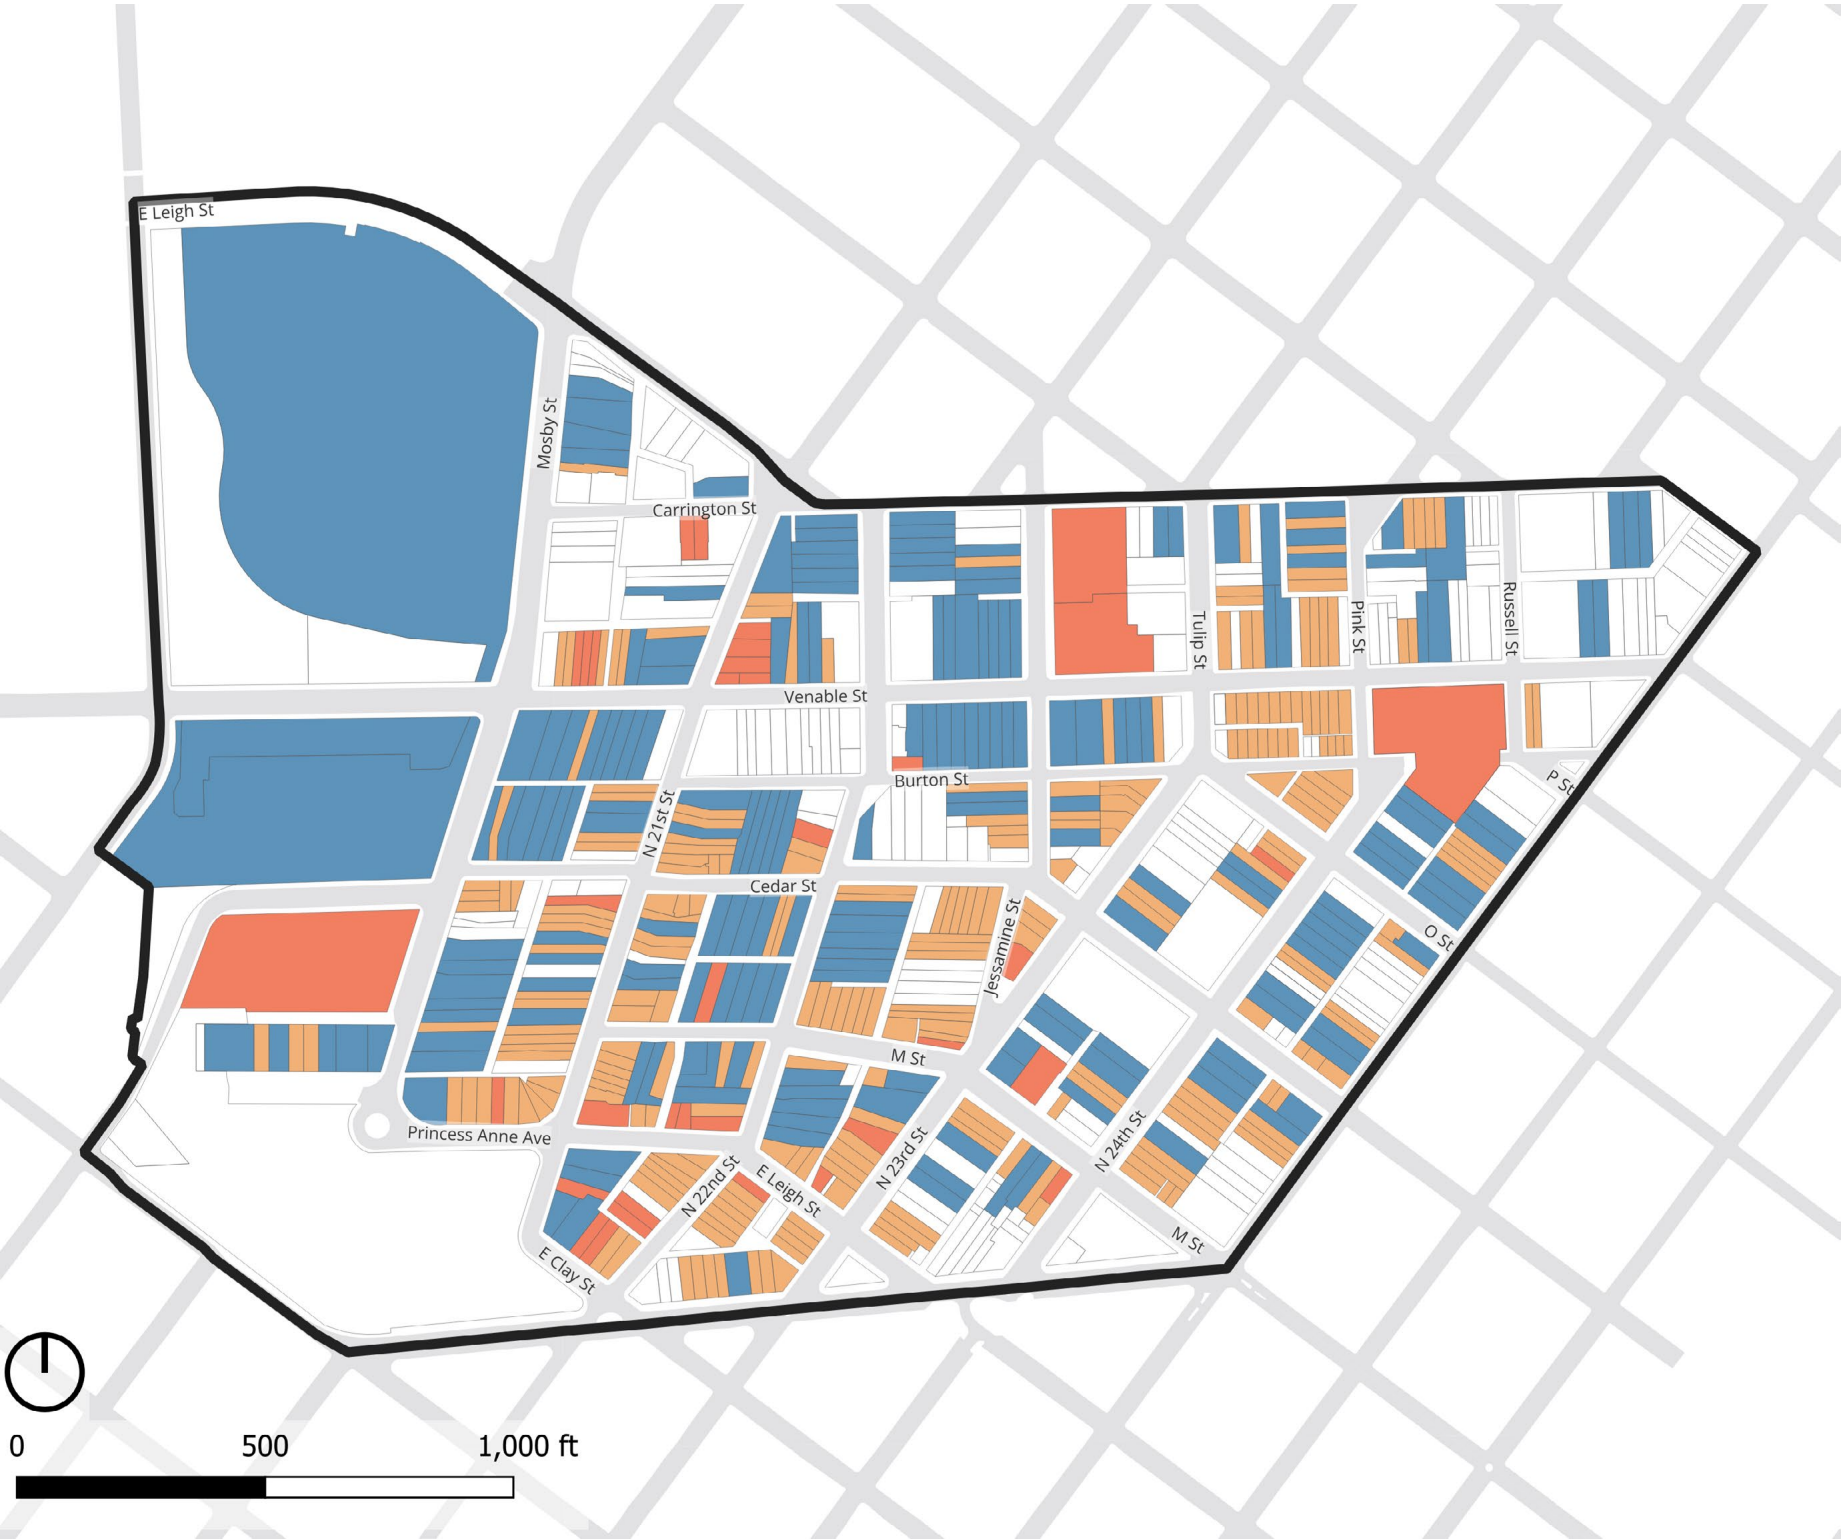 E Leigh St
Mosby St
Carrington St
Russell St
Tulip St
Pink St
Venable St
Burton St
P St
N 21st St
Cedar St
Jessamine St
O St
M St
Princess Anne Ave
N 24th St
N 23rd St
N 22nd St
E Leigh St
M St
E Clay St
0 500 1,000 ft